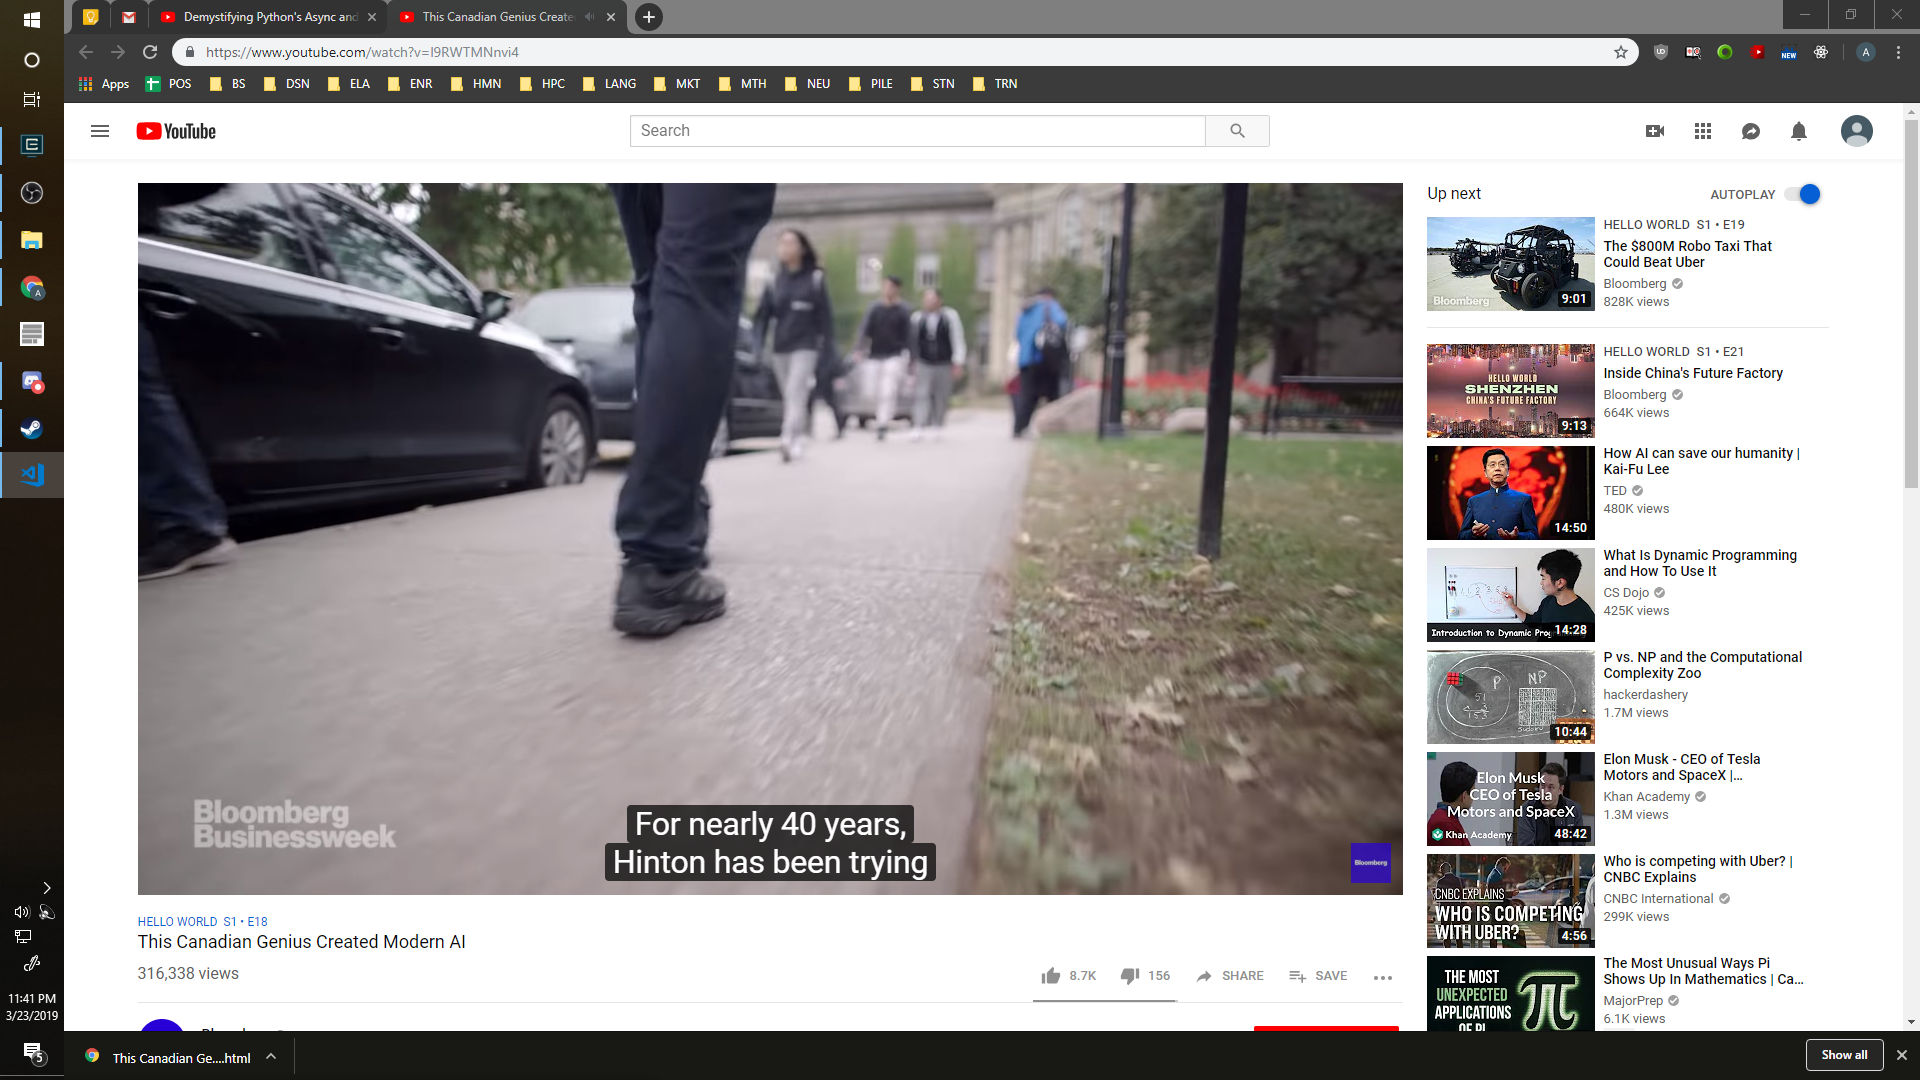 Demystifying Python's Async and
This Canadian Genius Create
https://www.youtube.com/watch?v=I9RWTMNnvi4
Apps
POS
BS
DSN
ELA
ENR
HMN
HPC
LANG
MKT
MTH
NEU
PILE
STN
TRN
YouTube
Search
Bloomberg
Businessweek
For nearly 40 years,
Hinton has been trying
Bloomberg
HELLO WORLD S1 • E18
This Canadian Genius Created Modern AI
316,338 views
8.7K
156
SHARE
SAVE
Up next
AUTOPLAY
Bloomberg
9:01
HELLO WORLD S1 • E19
The $800M Robo Taxi That
Could Beat Uber
Bloomberg
828K views
HELLO WORLD
SHENZHEN
CHINA'S FUTURE FACTORY
9:13
HELLO WORLD S1 • E21
Inside China's Future Factory
Bloomberg
664K views
14:50
How AI can save our humanity |
Kai-Fu Lee
TED
480K views
Introduction to Dynamic Prog
14:28
What Is Dynamic Programming
and How To Use It
CS Dojo
425K views
P
NP
10:44
P vs. NP and the Computational
Complexity Zoo
hackerdashery
1.7M views
Elon Musk
CEO of Tesla
Motors and SpaceX
Khan Academy
48:42
Elon Musk - CEO of Tesla
Motors and SpaceX |...
Khan Academy
1.3M views
CNBC EXPLAINS
WHO IS COMPETING
WITH UBER?
4:56
Who is competing with Uber? |
CNBC Explains
CNBC International
299K views
THE MOST
UNEXPECTED
APPLICATIONS
OF PI
π
The Most Unusual Ways Pi
Shows Up In Mathematics | Ca...
MajorPrep
6.1K views
11:41 PM
3/23/2019
5
This Canadian Ge....html
Show all
A
NEW